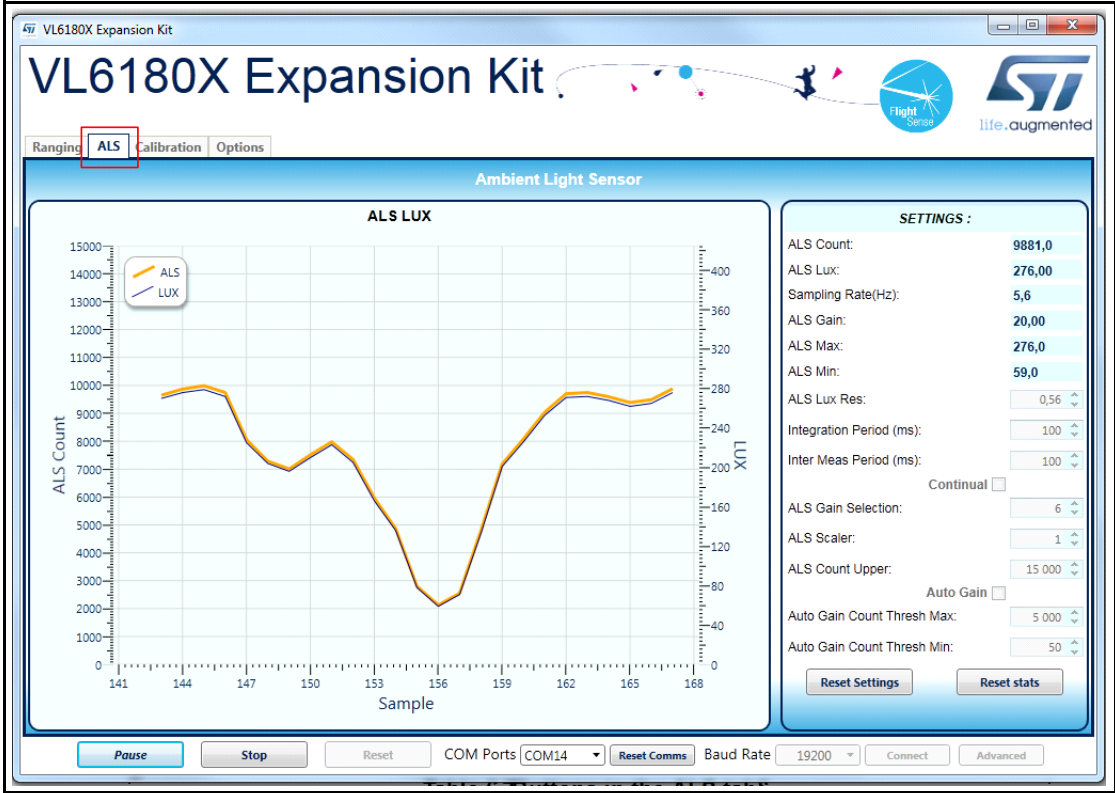 VL6180X Expansion Kit
VL6180X Expansion Kit
Flight
Sense
life.augmented
Ranging ALS Calibration Options
Ambient Light Sensor
ALS LUX
ALS
LUX
15000
14000
13000
12000
11000
10000
9000
8000
7000
6000
5000
4000
3000
2000
1000
0
ALS Count
400
360
320
280
240
200
160
120
80
40
0
LUX
141 144 147 150 153 156 159 162 165 168
Sample
SETTINGS :
ALS Count: 9881,0
ALS Lux: 276,00
Sampling Rate(Hz): 5,6
ALS Gain: 20,00
ALS Max: 276,0
ALS Min: 59,0
ALS Lux Res: 0,56
Integration Period (ms): 100
Inter Meas Period (ms): 100
Continual
ALS Gain Selection: 6
ALS Scaler: 1
ALS Count Upper: 15 000
Auto Gain
Auto Gain Count Thresh Max: 5 000
Auto Gain Count Thresh Min: 50
Reset Settings Reset stats
Pause Stop Reset COM Ports COM14 Reset Comms Baud Rate 19200 Connect Advanced